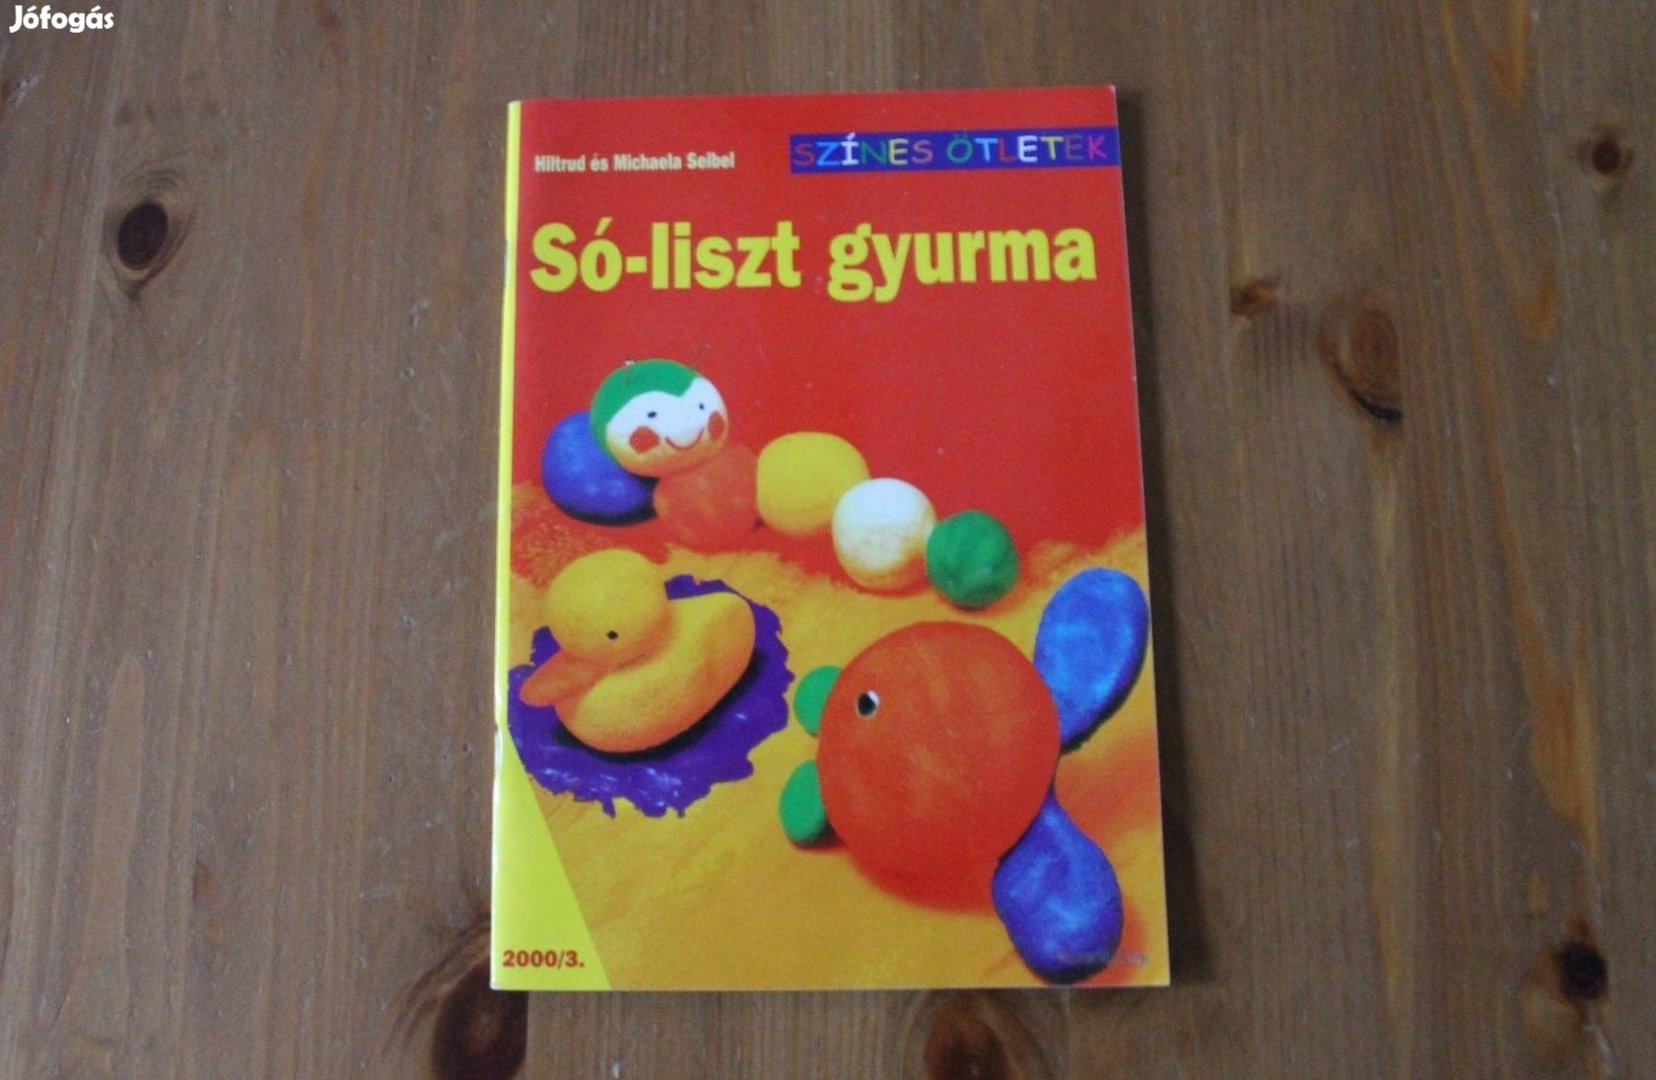 Jófogás
Hiltrud és Michaela Seibel
SZÍNES ÖTLETEK
Só-liszt gyurma
2000/3.